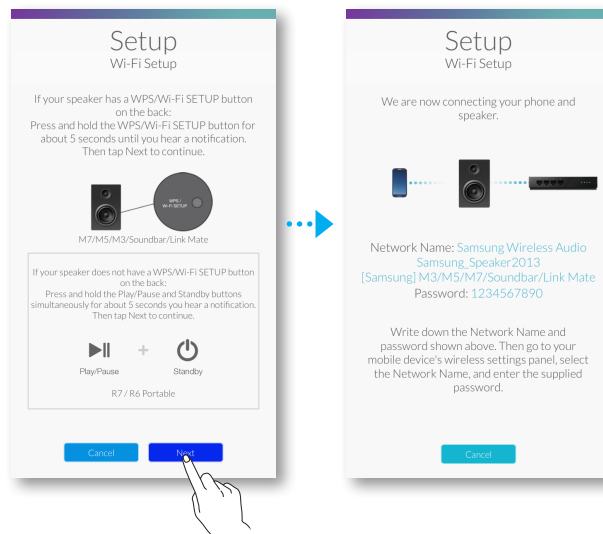 Setup
Wi-Fi Setup
If your speaker has a WPS/Wi-Fi SETUP button
on the back:
Press and hold the WPS/Wi-Fi SETUP button for
about 5 seconds until you hear a notification.
Then tap Next to continue.
WPS/
Wi-Fi SETUP
M7/M5/M3/Soundbar/Link Mate
If your speaker does not have a WPS/Wi-Fi SETUP button
on the back:
Press and hold the Play/Pause and Standby buttons
simultaneously for about 5 seconds you hear a notification.
Then tap Next to continue.
+
Play/Pause Standby
R7 / R6 Portable
Cancel Next
Setup
Wi-Fi Setup
We are now connecting your phone and
speaker.
Network Name: Samsung Wireless Audio
Samsung_Speaker2013
[Samsung] M3/M5/M7/Soundbar/Link Mate
Password: 1234567890
Write down the Network Name and
password shown above. Then go to your
mobile device's wireless settings panel, select
the Network Name, and enter the supplied
password.
Cancel